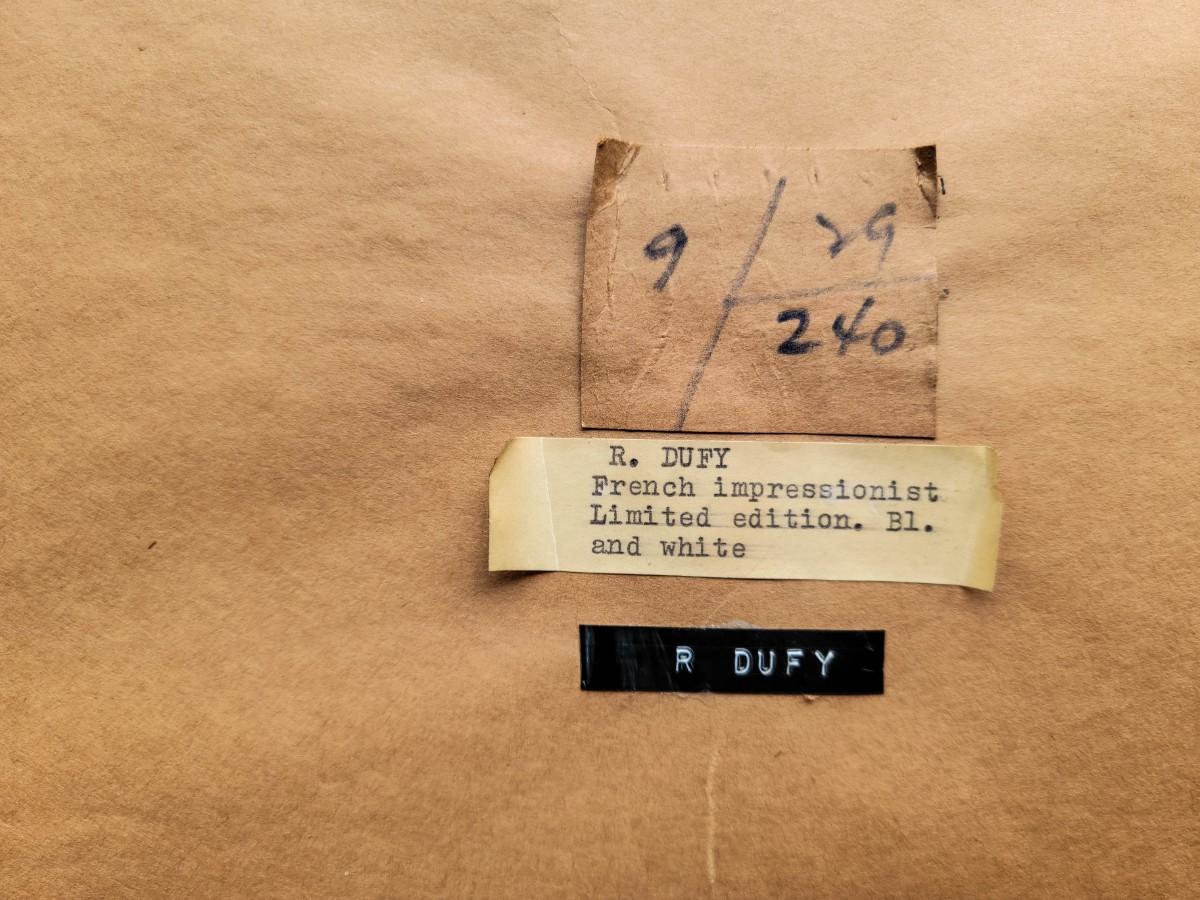 9 / 29
240
R. DUFY
French impressionist
Limited edition. Bl.
and white
R DUFY